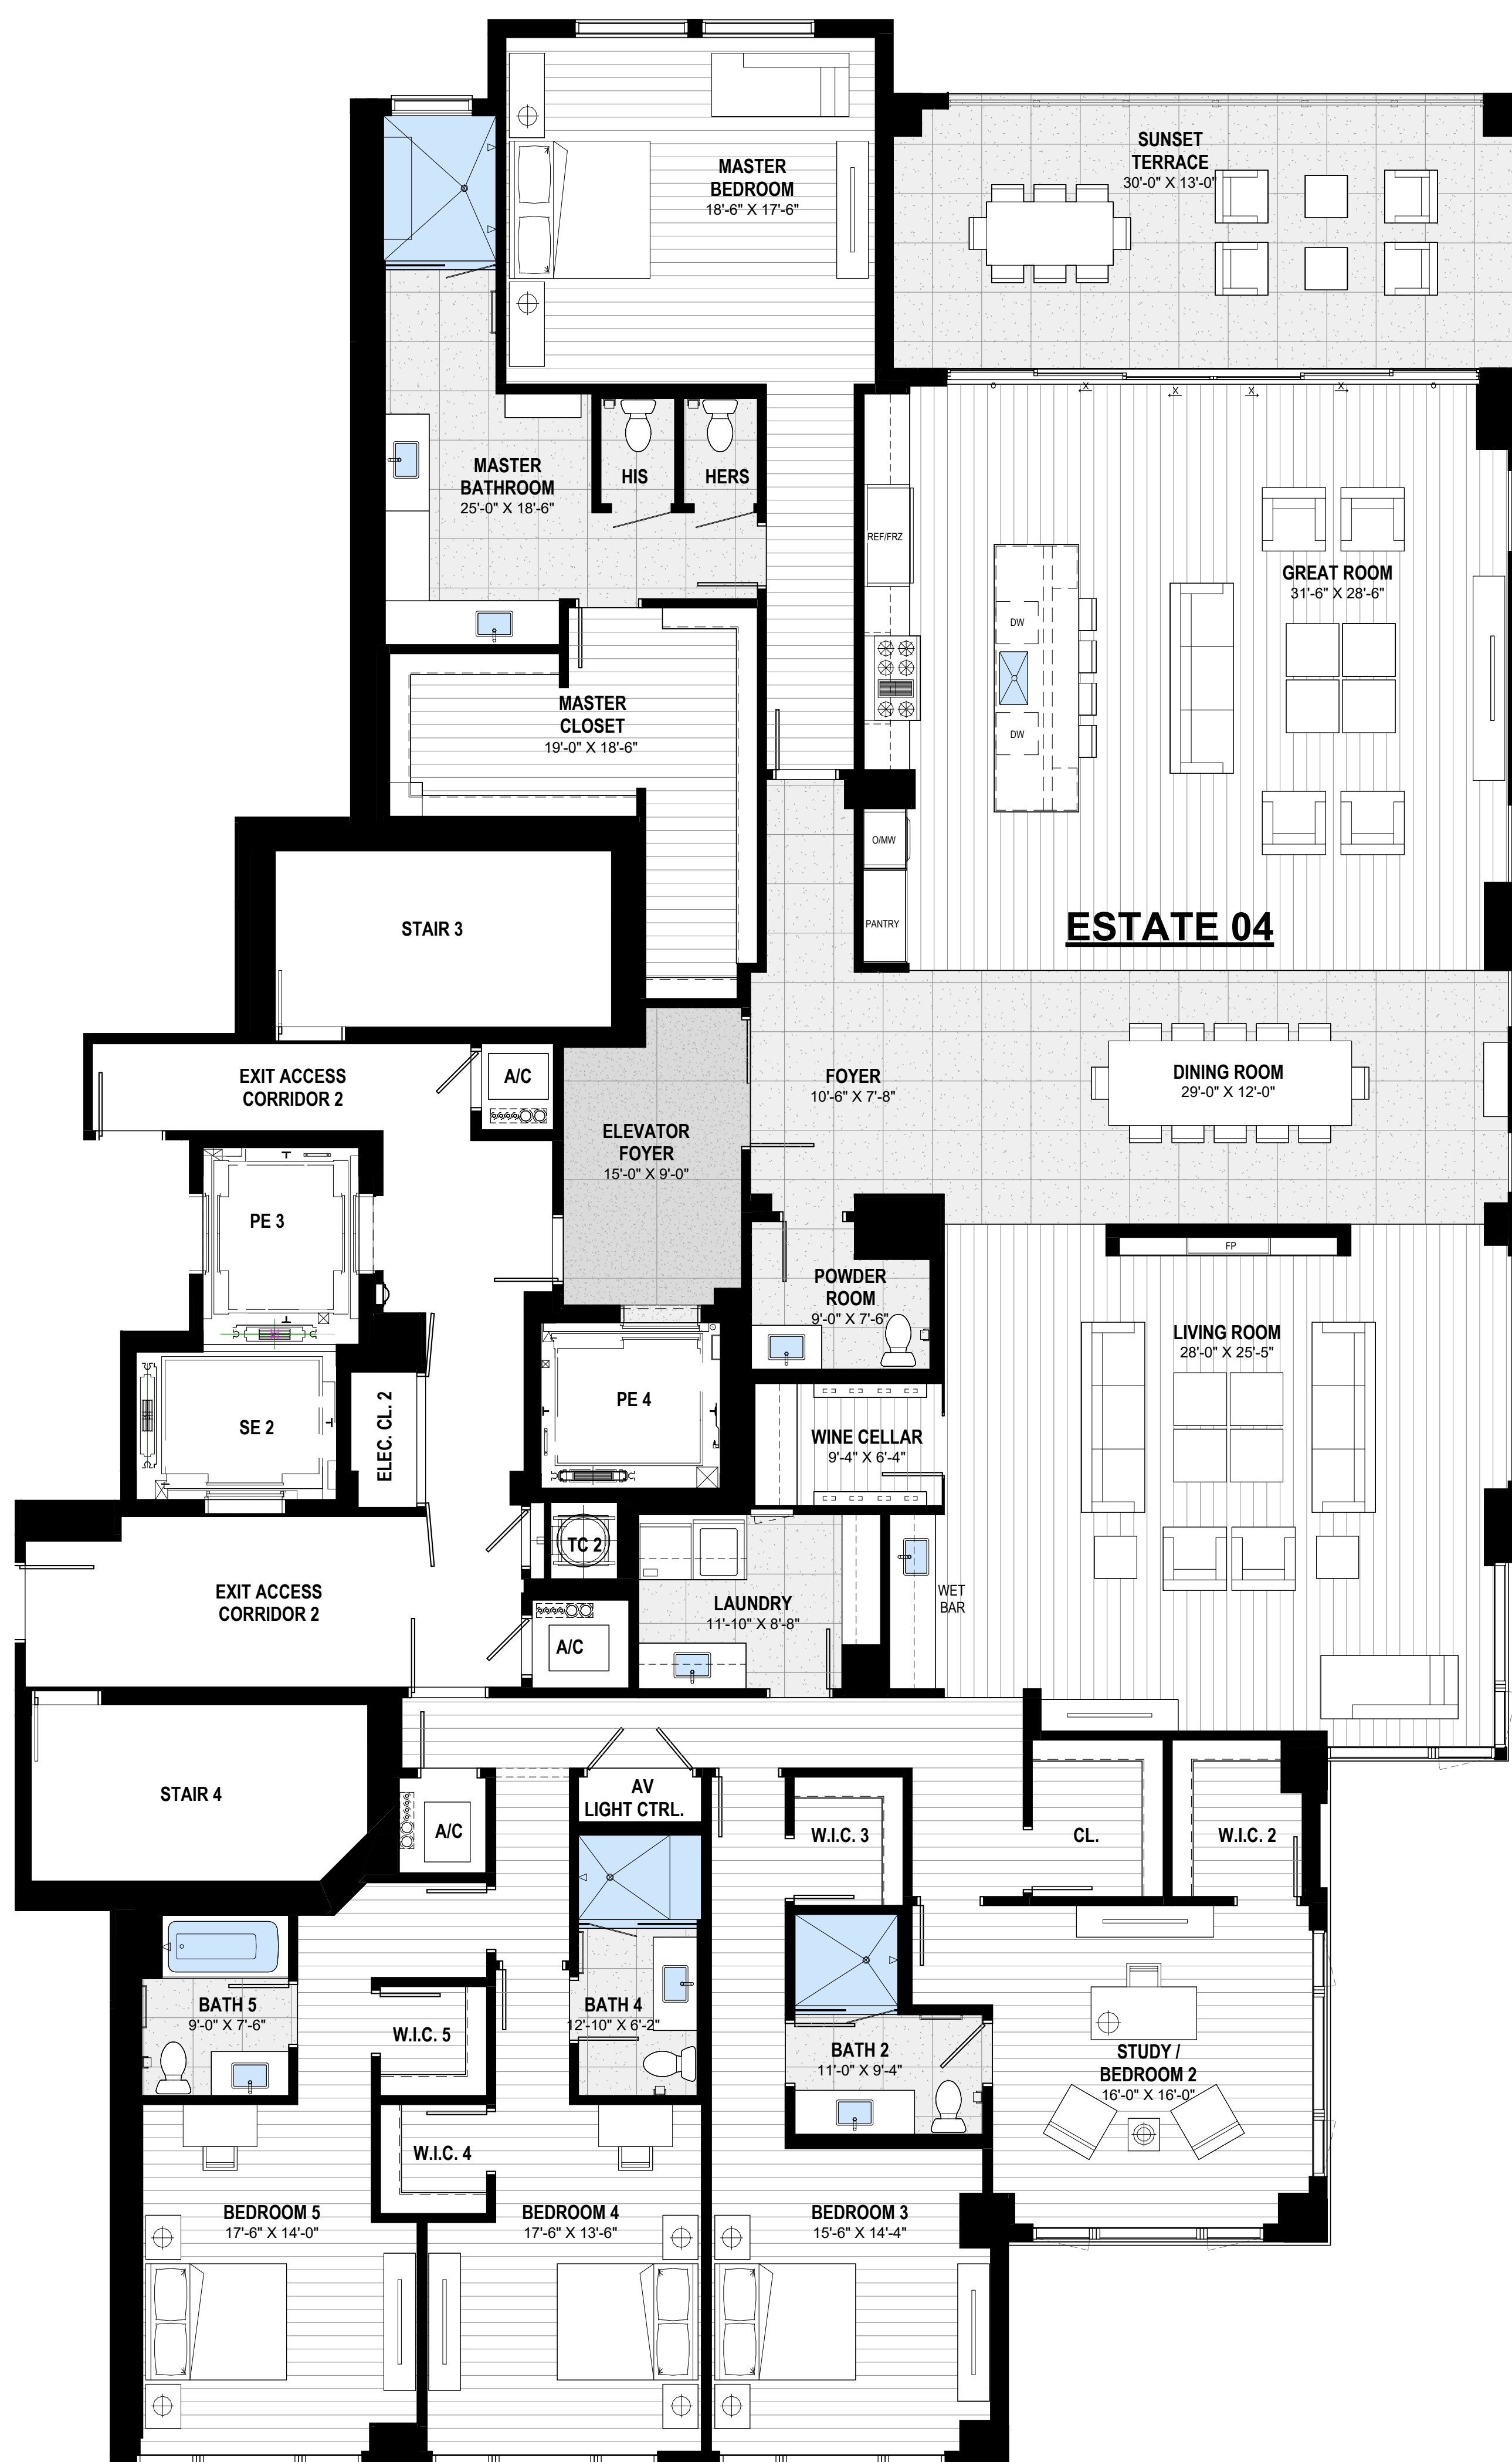 SUNSET
TERRACE
30'-0" X 13'-0"
MASTER
BEDROOM
18'-6" X 17'-6"
O
X
X
X
X
O
MASTER
BATHROOM
25'-0" X 18'-6"
HIS
HERS
REF/FRZ
GREAT ROOM
31'-6" X 28'-6"
DW
DW
MASTER
CLOSET
19'-0" X 18'-6"
O/MW
PANTRY
ESTATE 04
STAIR 3
EXIT ACCESS
CORRIDOR 2
A/C
FOYER
10'-6" X 7'-8"
DINING ROOM
29'-0" X 12'-0"
ELEVATOR
FOYER
15'-0" X 9'-0"
PE 3
FP
POWDER
ROOM
9'-0" X 7'-6"
LIVING ROOM
28'-0" X 25'-5"
SE 2
ELEC. CL. 2
PE 4
WINE CELLAR
9'-4" X 6'-4"
TC 2
EXIT ACCESS
CORRIDOR 2
LAUNDRY
11'-10" X 8'-8"
WET
BAR
A/C
STAIR 4
A/C
AV
LIGHT CTRL.
W.I.C. 3
CL.
W.I.C. 2
BATH 5
9'-0" X 7'-6"
W.I.C. 5
BATH 4
12'-10" X 6'-2"
BATH 2
11'-0" X 9'-4"
STUDY /
BEDROOM 2
16'-0" X 16'-0"
W.I.C. 4
BEDROOM 5
17'-6" X 14'-0"
BEDROOM 4
17'-6" X 13'-6"
BEDROOM 3
15'-6" X 14'-4"